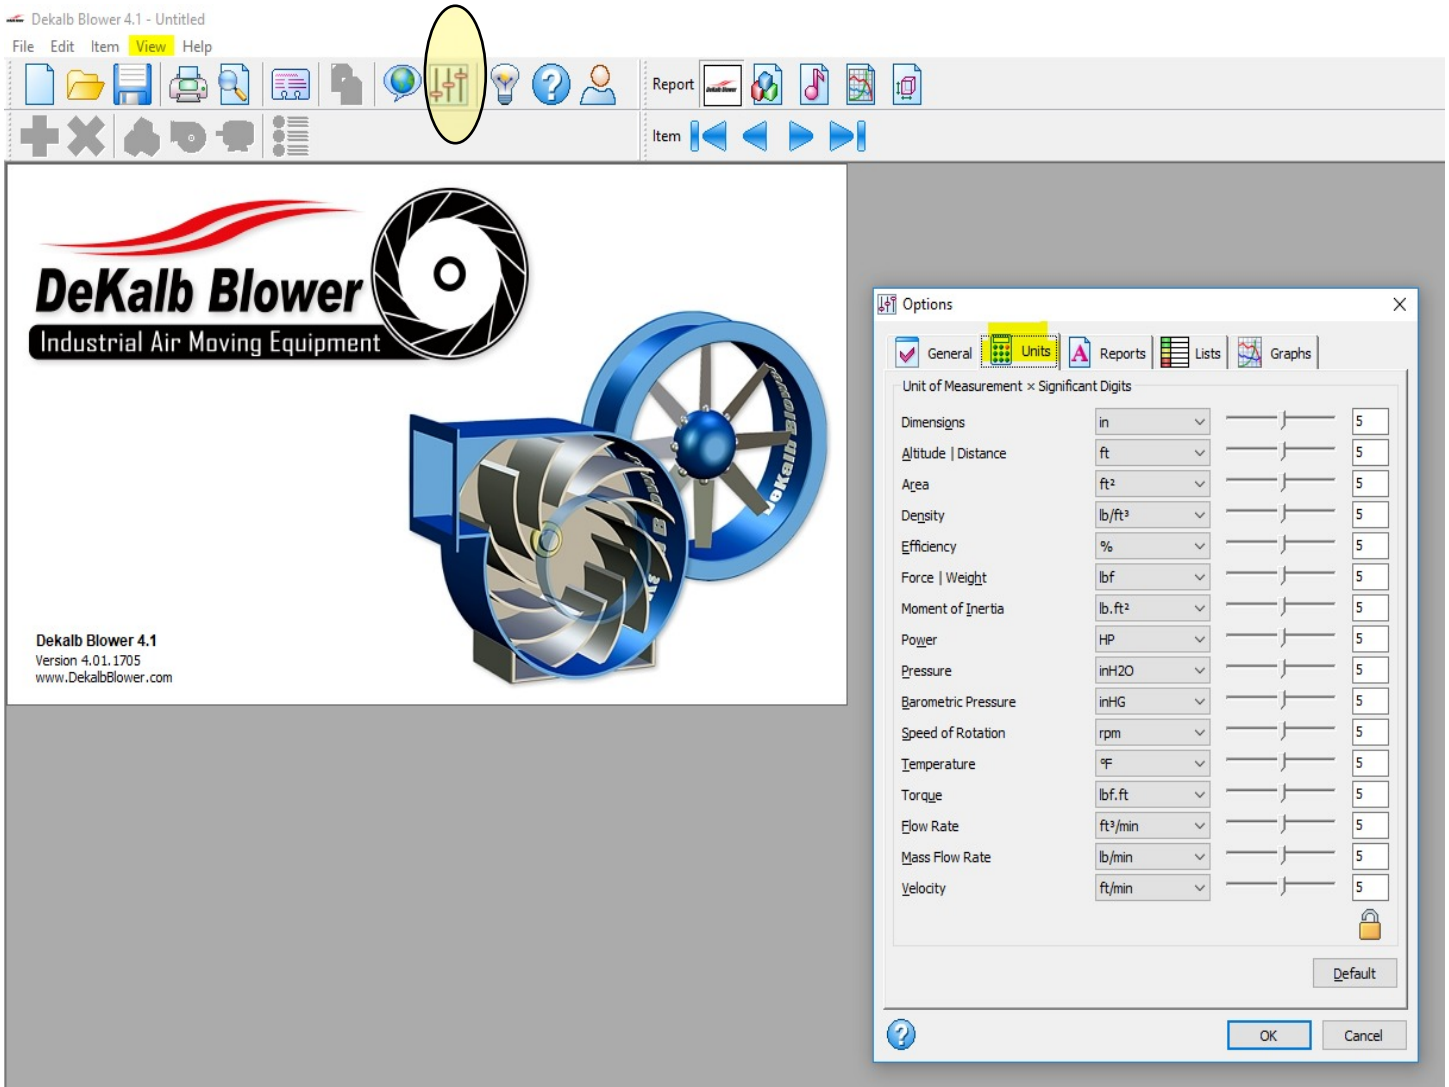 Dekalb Blower 4.1 - Untitled
File Edit Item View Help
Report
Item
DeKalb Blower
Industrial Air Moving Equipment
DeKalb Blower
Dekalb Blower 4.1
Version 4.01.1705
www.DekalbBlower.com
Options
General Units Reports Lists Graphs
Unit of Measurement × Significant Digits
Dimensions in 5
Altitude | Distance ft 5
Area ft² 5
Density lb/ft³ 5
Efficiency % 5
Force | Weight lbf 5
Moment of Inertia lb.ft² 5
Power HP 5
Pressure inH2O 5
Barometric Pressure inHG 5
Speed of Rotation rpm 5
Temperature °F 5
Torque lbf.ft 5
Flow Rate ft³/min 5
Mass Flow Rate lb/min 5
Velocity ft/min 5
Default
OK Cancel